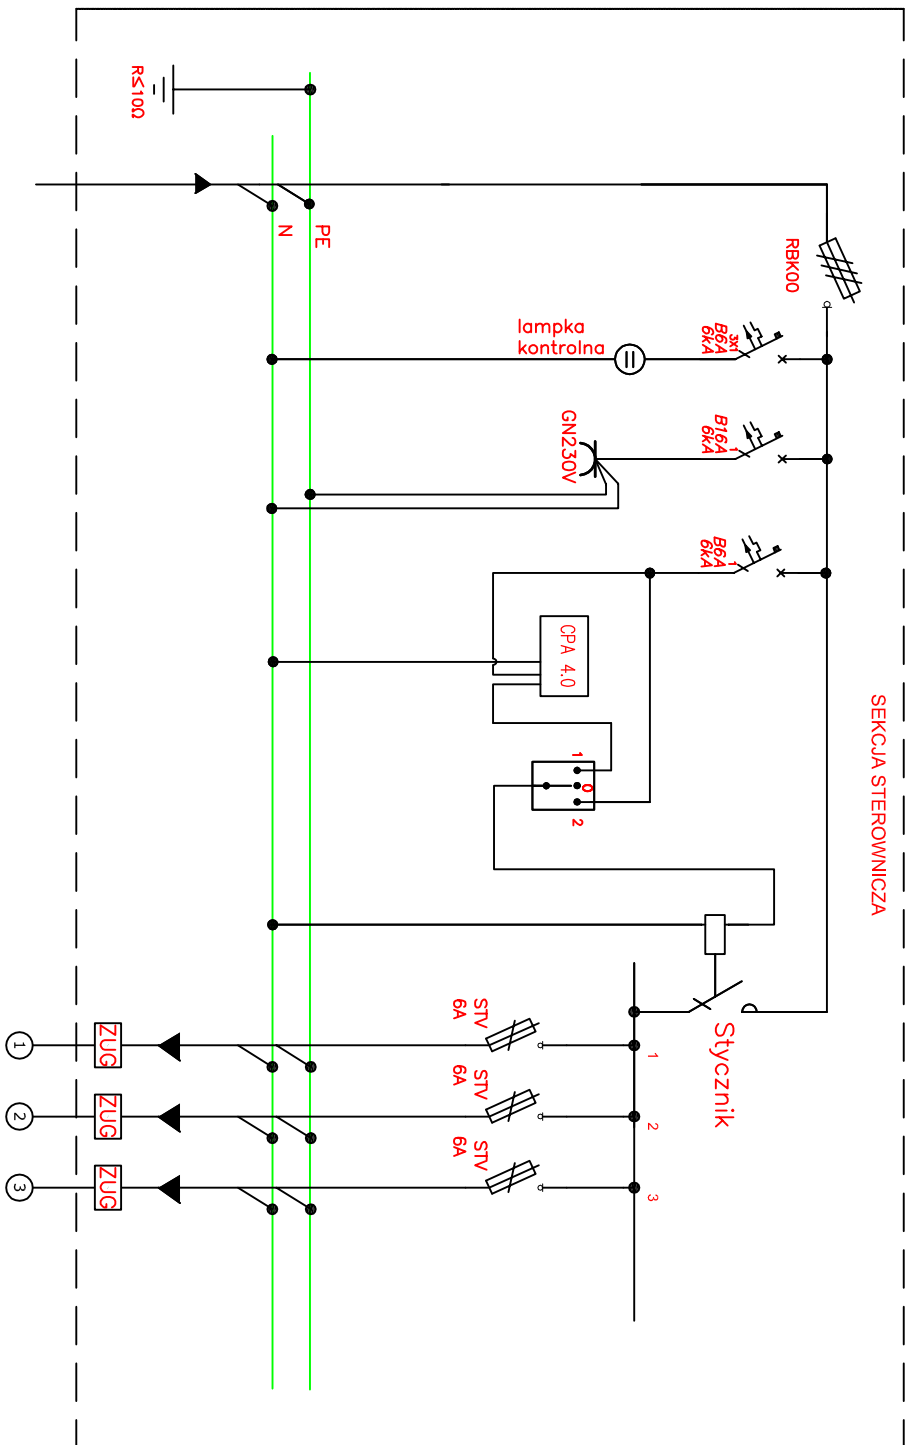 R≤10Ω
N
PE
RBK00
lampka
kontrolna
3x1
B6A
6kA
GN230V
1
B16A
6kA
1
B6A
6kA
CPA 4.0
1
0
2
SEKCJA STEROWNICZA
Stycznik
STV
6A
1
STV
6A
2
STV
6A
3
ZUG
1
ZUG
2
ZUG
3